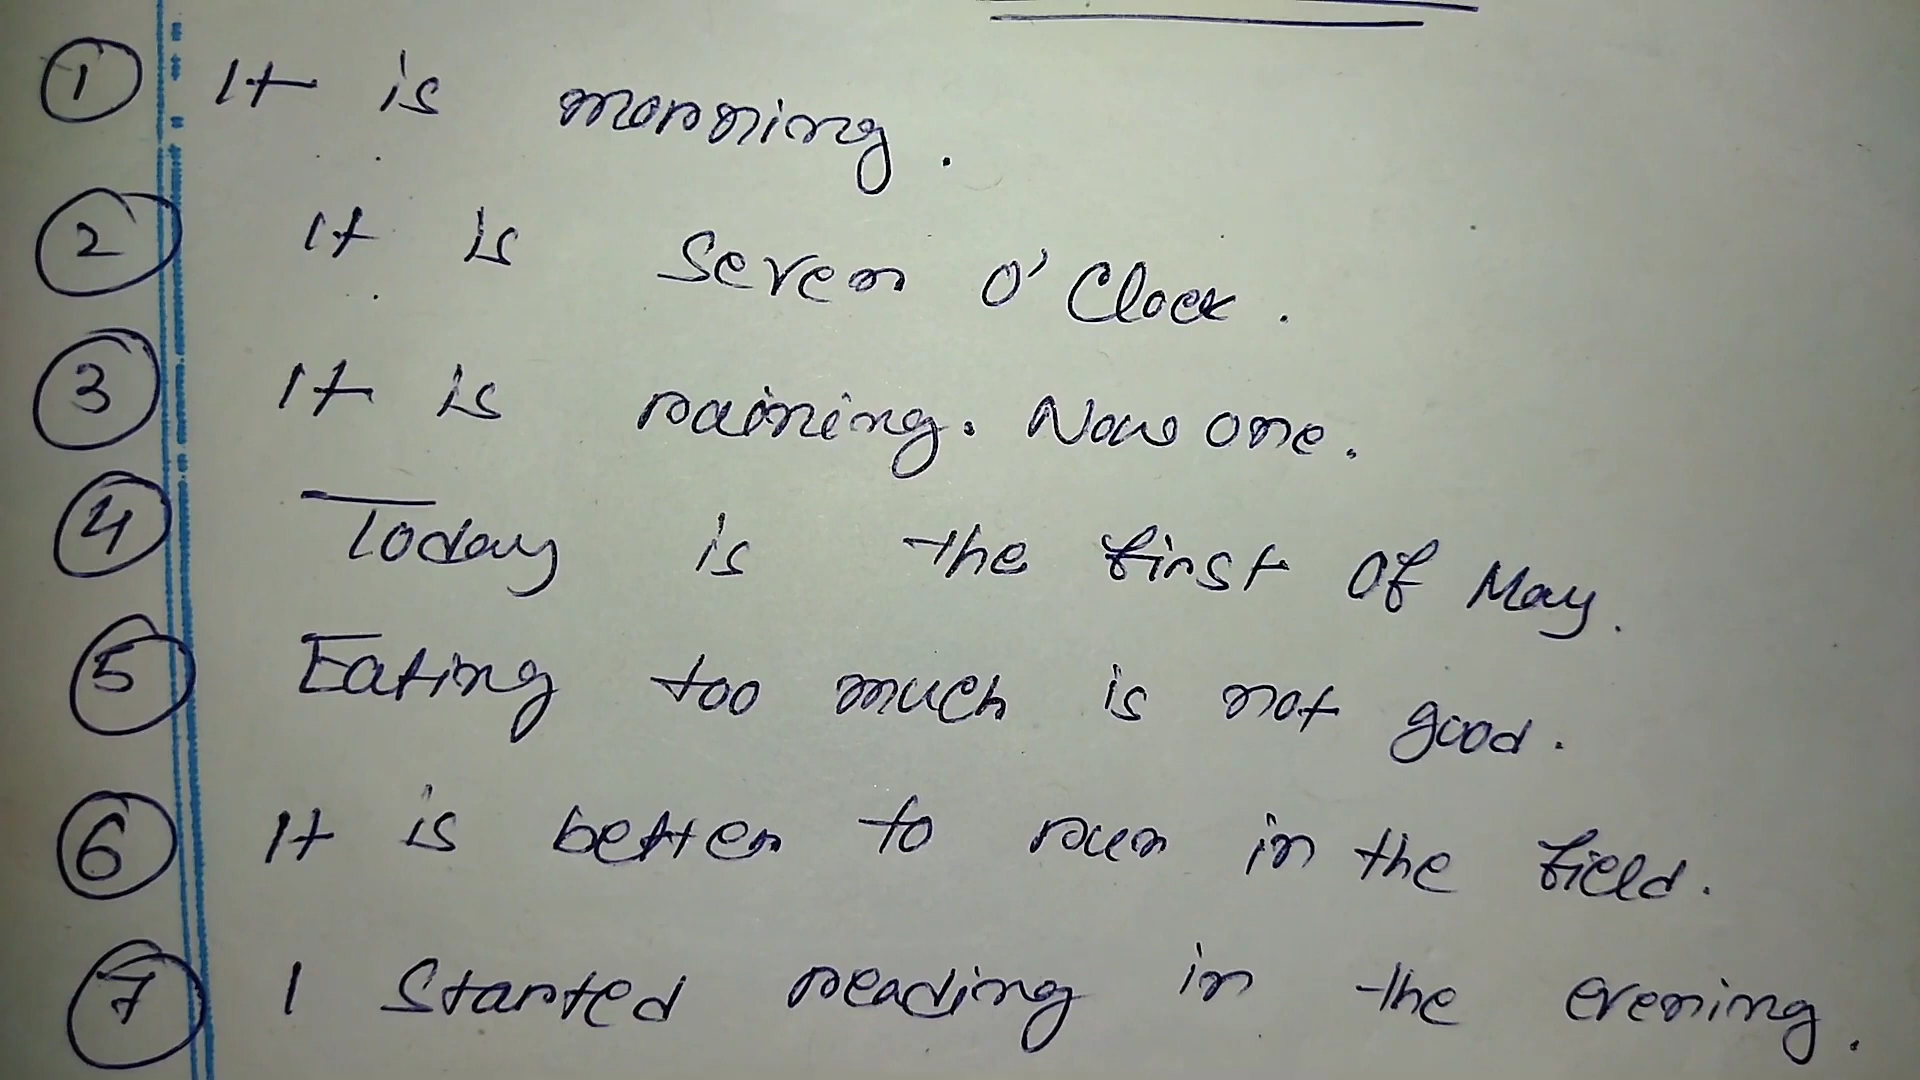 ① It is morning.
② It is Seven O' Clock.
③ It is raining. Now one.
④ Today is the first Of May.
⑤ Eating too much is not good.
⑥ It is better to run in the field.
⑦ I Started reading in the evening.